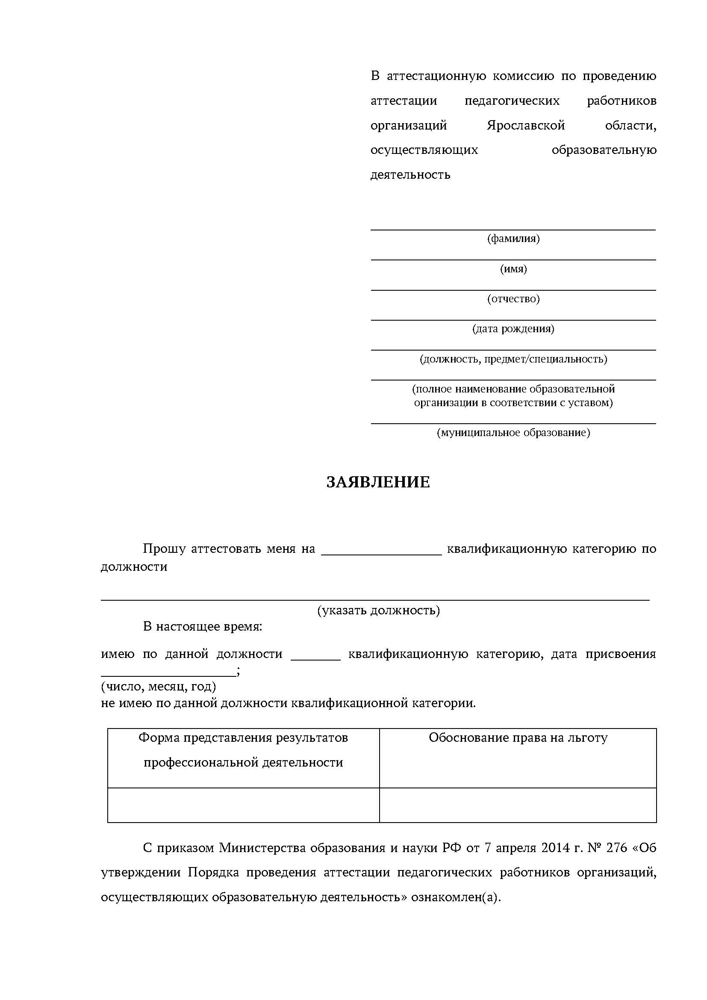 В аттестационную комиссию по проведению
аттестации педагогических работников
организаций Ярославской области,
осуществляющих образовательную
деятельность
(фамилия)
(имя)
(отчество)
(дата рождения)
(должность, предмет/специальность)
(полное наименование образовательной
организации в соответствии с уставом)
(муниципальное образование)
ЗАЯВЛЕНИЕ
Прошу аттестовать меня на __________________ квалификационную категорию по
должности
(указать должность)
В настоящее время:
имею по данной должности _______ квалификационную категорию, дата присвоения
____________________;
(число, месяц, год)
не имею по данной должности квалификационной категории.
Форма представления результатов
профессиональной деятельности
Обоснование права на льготу
С приказом Министерства образования и науки РФ от 7 апреля 2014 г. № 276 «Об
утверждении Порядка проведения аттестации педагогических работников организаций,
осуществляющих образовательную деятельность» ознакомлен(а).